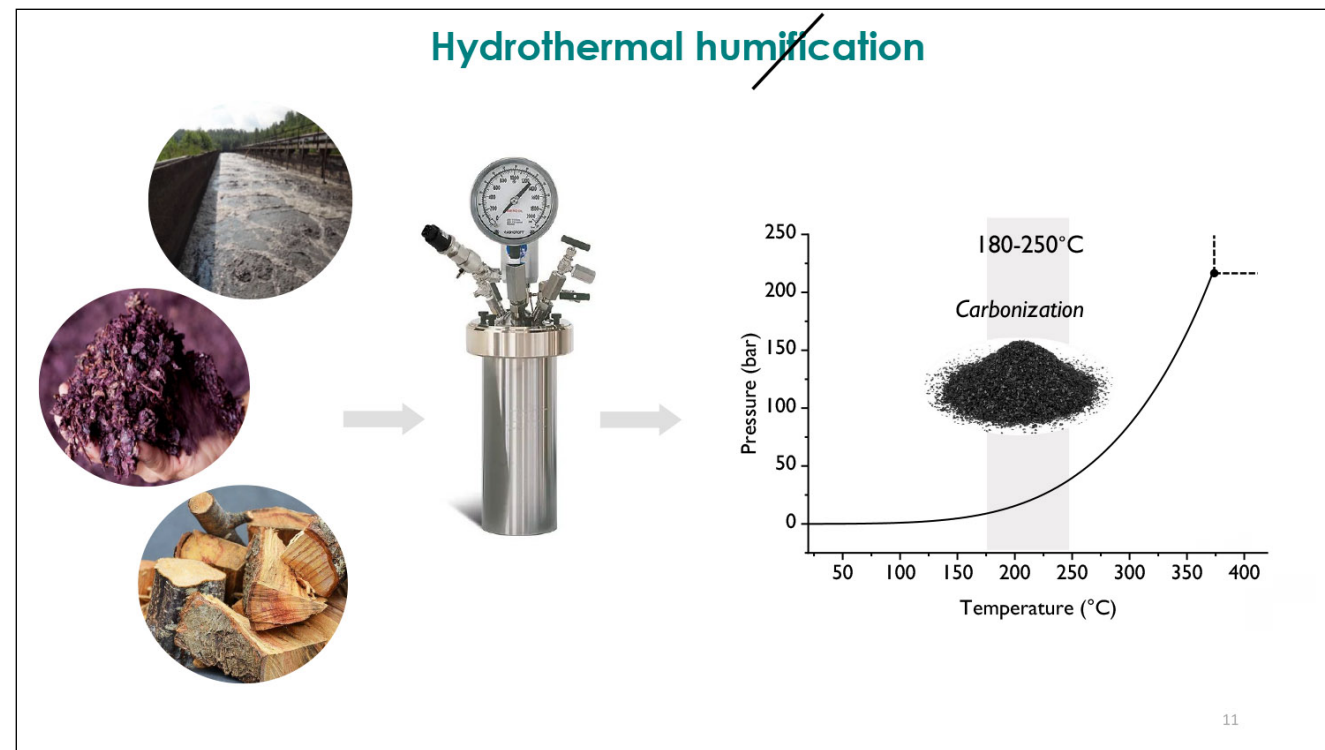 Hydrothermal humification
180-250°C
Carbonization
Pressure (bar)
250
200
150
100
50
0
50 100 150 200 250 300 350 400
Temperature (°C)
11